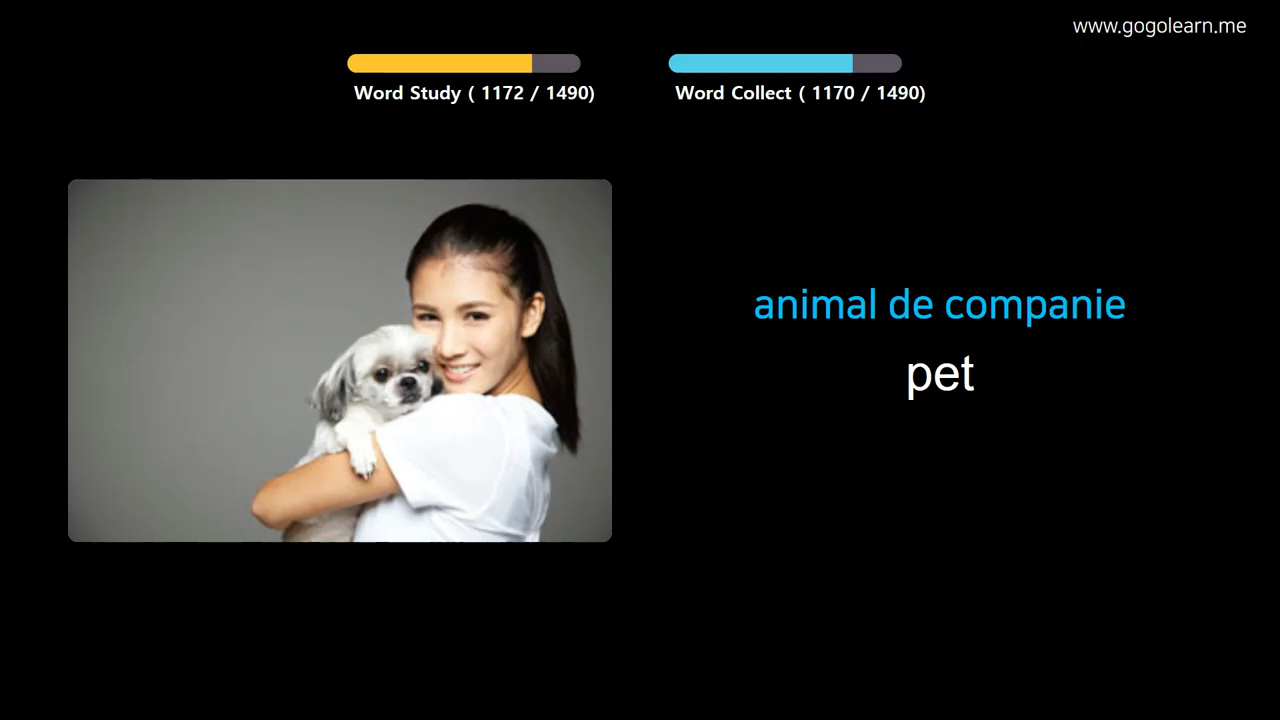 www.gogolearn.me
Word Study ( 1172 / 1490)
Word Collect ( 1170 / 1490)
animal de companie
pet